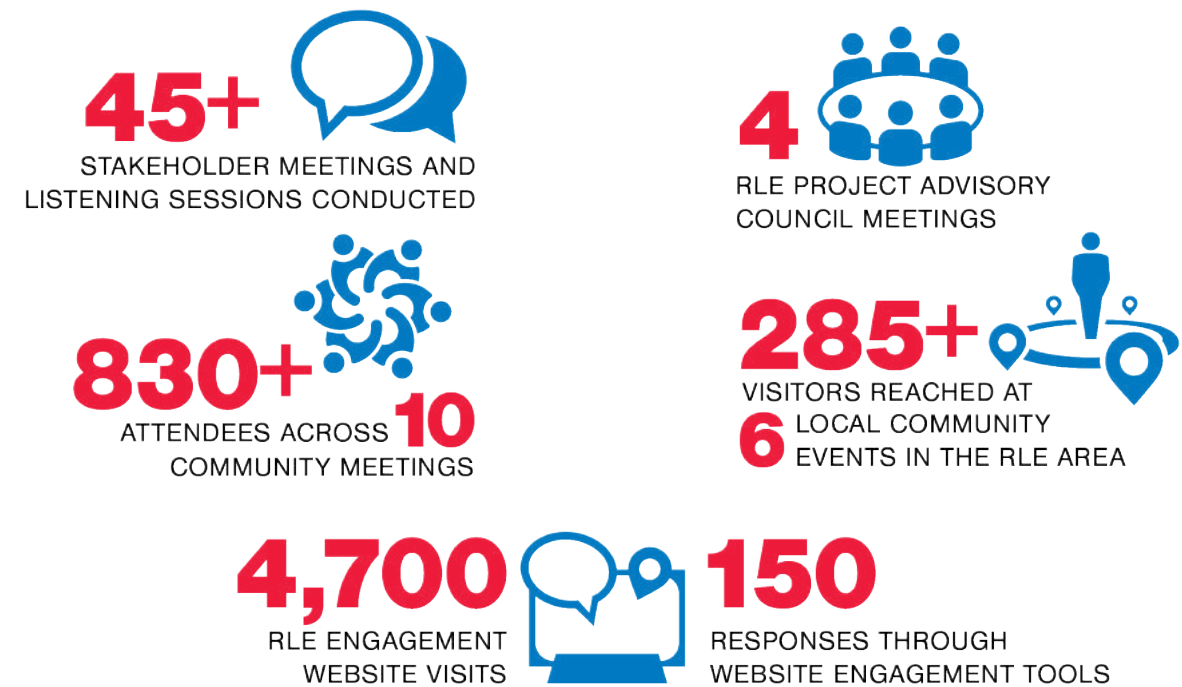 45+
STAKEHOLDER MEETINGS AND
LISTENING SESSIONS CONDUCTED
4
RLE PROJECT ADVISORY
COUNCIL MEETINGS
830+
ATTENDEES ACROSS 10
COMMUNITY MEETINGS
285+
VISITORS REACHED AT
6 LOCAL COMMUNITY
EVENTS IN THE RLE AREA
4,700
RLE ENGAGEMENT
WEBSITE VISITS
150
RESPONSES THROUGH
WEBSITE ENGAGEMENT TOOLS